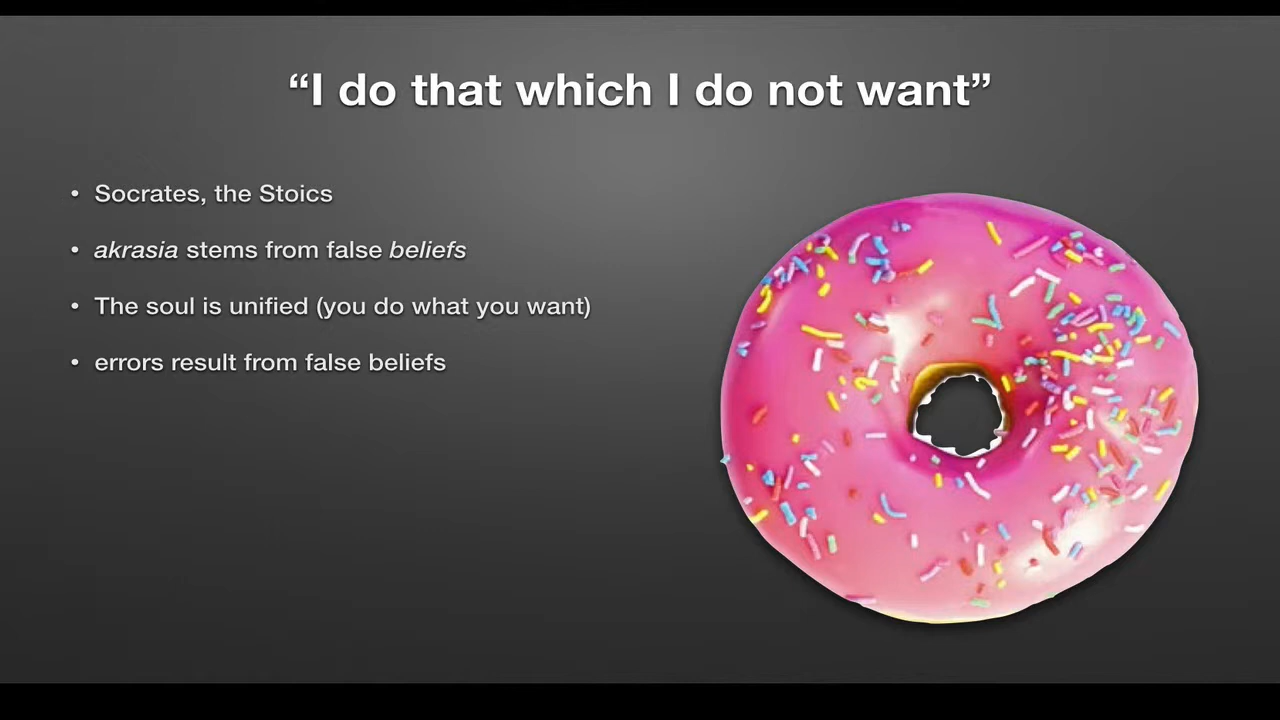 “I do that which I do not want”
• Socrates, the Stoics
• akrasia stems from false beliefs
• The soul is unified (you do what you want)
• errors result from false beliefs